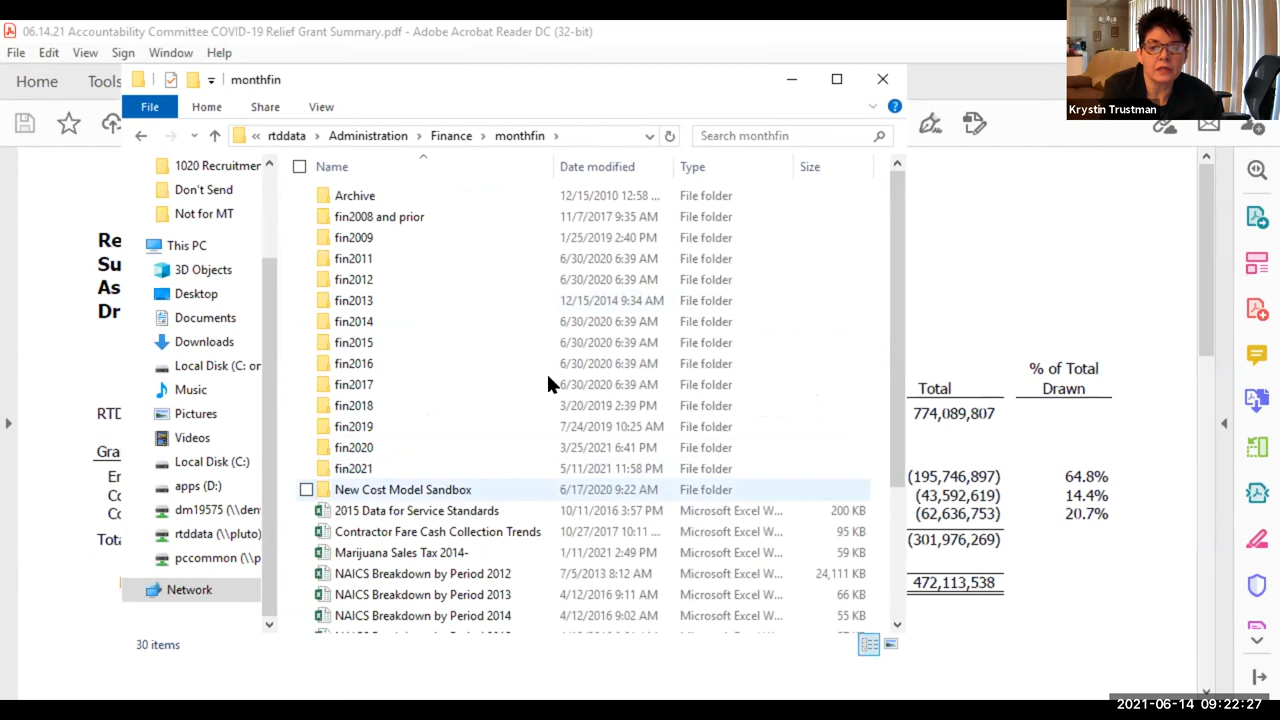 06.14.21 Accountability Committee COVID-19 Relief Grant Summary.pdf - Adobe Acrobat Reader DC (32-bit)
File Edit View Sign Window Help
Home Tools
Krystin Trustman
monthfin
File Home Share View
« rtddata › Administration › Finance › monthfin ›
Search monthfin
Name Date modified Type Size
1020 Recruitmer
Don't Send
Not for MT
This PC
3D Objects
Desktop
Documents
Downloads
Local Disk (C: or
Music
Pictures
Videos
Local Disk (C:)
apps (D:)
dm19575 (\\den
rtddata (\\pluto)
pccommon (\\p
Network
Archive 12/15/2010 12:58 ... File folder
fin2008 and prior 11/7/2017 9:35 AM File folder
fin2009 1/25/2019 2:40 PM File folder
fin2011 6/30/2020 6:39 AM File folder
fin2012 6/30/2020 6:39 AM File folder
fin2013 12/15/2014 9:34 AM File folder
fin2014 6/30/2020 6:39 AM File folder
fin2015 6/30/2020 6:39 AM File folder
fin2016 6/30/2020 6:39 AM File folder
fin2017 6/30/2020 6:39 AM File folder
fin2018 3/20/2019 2:39 PM File folder
fin2019 7/24/2019 10:25 AM File folder
fin2020 3/25/2021 6:41 PM File folder
fin2021 5/11/2021 11:58 PM File folder
New Cost Model Sandbox 6/17/2020 9:22 AM File folder
2015 Data for Service Standards 10/11/2016 3:57 PM Microsoft Excel W... 200 KB
Contractor Fare Cash Collection Trends 10/27/2017 10:11 ... Microsoft Excel W... 95 KB
Marijuana Sales Tax 2014- 1/11/2021 2:49 PM Microsoft Excel W... 59 KB
NAICS Breakdown by Period 2012 7/5/2013 8:12 AM Microsoft Excel W... 24,111 KB
NAICS Breakdown by Period 2013 4/12/2016 9:11 AM Microsoft Excel W... 66 KB
NAICS Breakdown by Period 2014 4/12/2016 9:02 AM Microsoft Excel W... 55 KB
30 items
Re
Su
As
Dr
RTD
Gra
Er
Co
Co
Tota
% of Total
Total Drawn
774,089,807
(195,746,897) 64.8%
(43,592,619) 14.4%
(62,636,753) 20.7%
(301,976,269)
472,113,538
2021-06-14 09:22:27